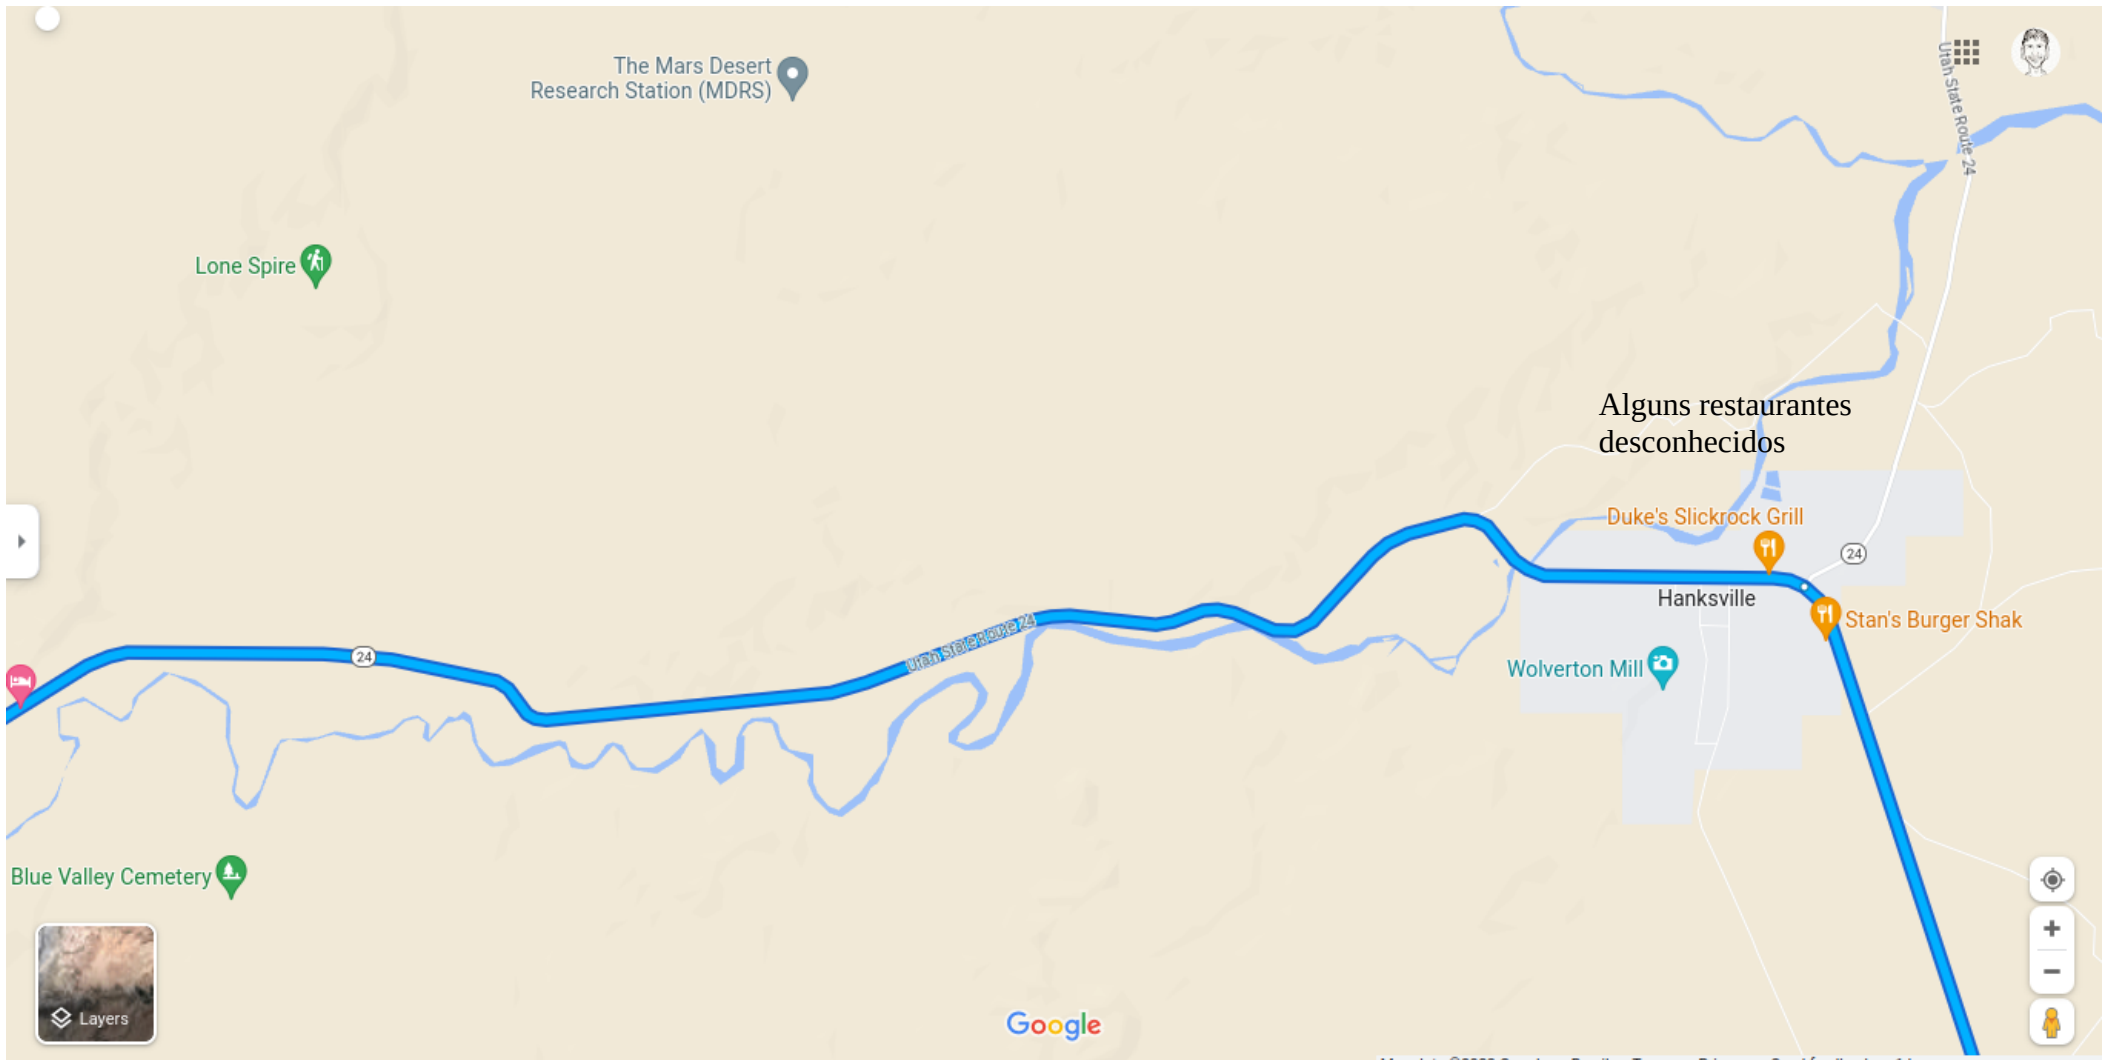 The Mars Desert
Research Station (MDRS)
Utah State Route 24
Lone Spire
Alguns restaurantes
desconhecidos
Duke's Slickrock Grill
24
Hanksville
Stan's Burger Shak
Utah State Route 24
24
Wolverton Mill
Blue Valley Cemetery
Layers
Google